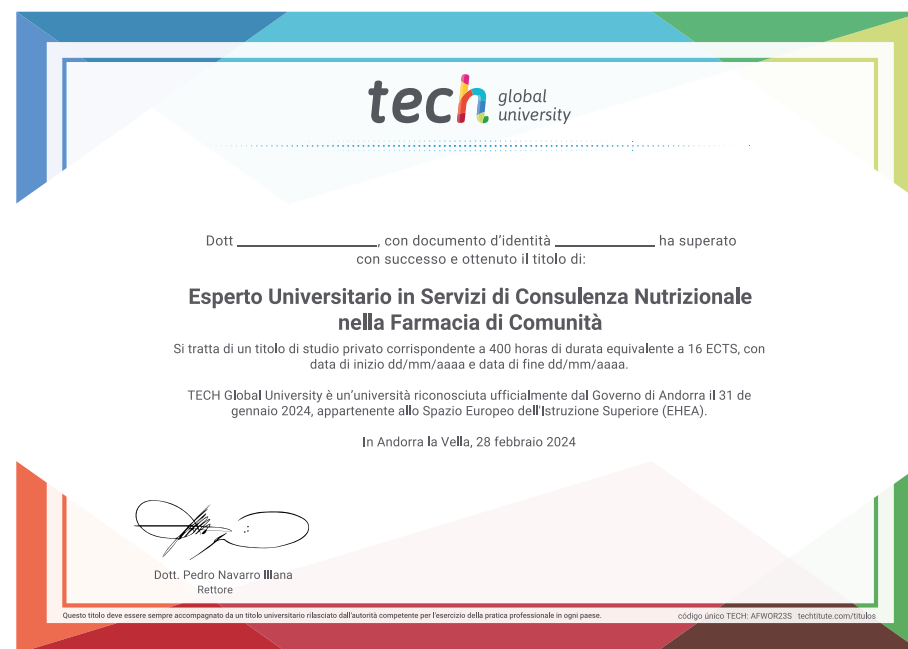 tech global university
Dott ____________, con documento d'identità ____________ ha superato
con successo e ottenuto il titolo di:
Esperto Universitario in Servizi di Consulenza Nutrizionale
nella Farmacia di Comunità
Si tratta di un titolo di studio privato corrispondente a 400 horas di durata equivalente a 16 ECTS, con
data di inizio dd/mm/aaaa e data di fine dd/mm/aaaa.
TECH Global University è un'università riconosciuta ufficialmente dal Governo di Andorra il 31 de
gennaio 2024, appartenente allo Spazio Europeo dell'Istruzione Superiore (EHEA).
In Andorra la Vella, 28 febbraio 2024
Dott. Pedro Navarro Illana
Rettore
Questo titolo deve essere sempre accompagnato da un titolo universitario rilasciato dall'autorità competente per l'esercizio della pratica professionale in ogni paese.
código único TECH: AFWOR23S techtitute.com/titulos